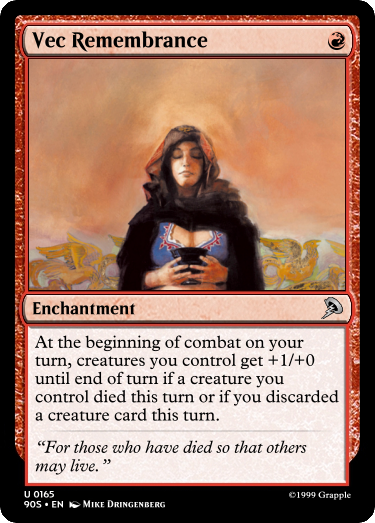 Vec Remembrance
Enchantment
At the beginning of combat on your
turn, creatures you control get +1/+0
until end of turn if a creature you
control died this turn or if you discarded
a creature card this turn.
“For those who have died so that others
may live.”
U 0165
90S • EN Mike Dringenberg
©1999 Grapple